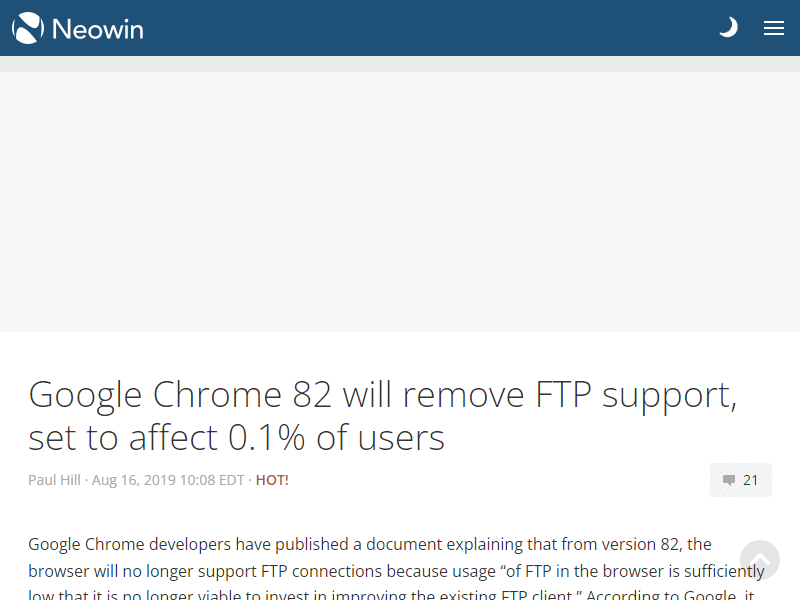 Neowin
Google Chrome 82 will remove FTP support,
set to affect 0.1% of users
Paul Hill · Aug 16, 2019 10:08 EDT · HOT!
21
Google Chrome developers have published a document explaining that from version 82, the
browser will no longer support FTP connections because usage “of FTP in the browser is sufficiently
low that it is no longer viable to invest in improving the existing FTP client.” According to Google, it